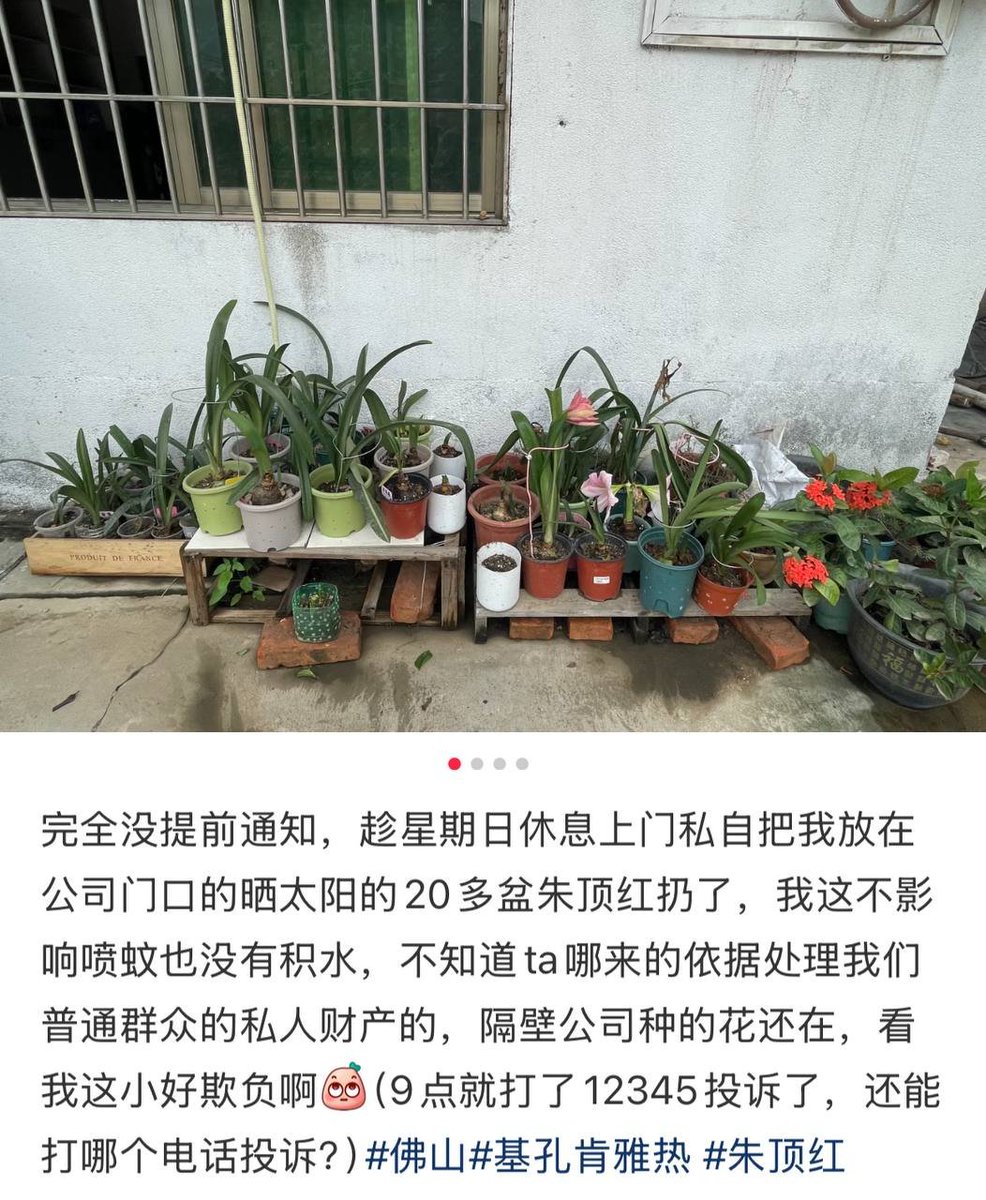 PRODUIT DE FRANCE
福
完全没提前通知，趁星期日休息上门私自把我放在
公司门口的晒太阳的20多盆朱顶红扔了，我这不影
响喷蚊也没有积水，不知道ta哪来的依据处理我们
普通群众的私人财产的，隔壁公司种的花还在，看
我这小好欺负啊(9点就打了12345投诉了，还能
打哪个电话投诉?)#佛山#基孔肯雅热 #朱顶红